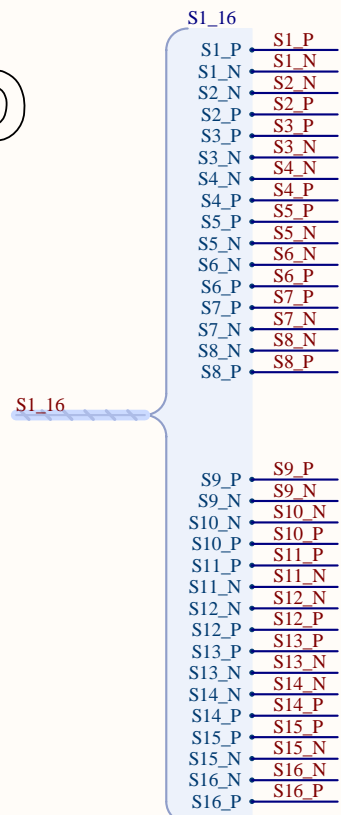 S1_16
S1_P S1_P
S1_N S1_N
S2_N S2_N
S2_P S2_P
S3_P S3_P
S3_N S3_N
S4_N S4_N
S4_P S4_P
S5_P S5_P
S5_N S5_N
S6_N S6_N
S6_P S6_P
S7_P S7_P
S7_N S7_N
S8_N S8_N
S8_P S8_P
S1_16
S9_P S9_P
S9_N S9_N
S10_N S10_N
S10_P S10_P
S11_P S11_P
S11_N S11_N
S12_N S12_N
S12_P S12_P
S13_P S13_P
S13_N S13_N
S14_N S14_N
S14_P S14_P
S15_P S15_P
S15_N S15_N
S16_N S16_N
S16_P S16_P